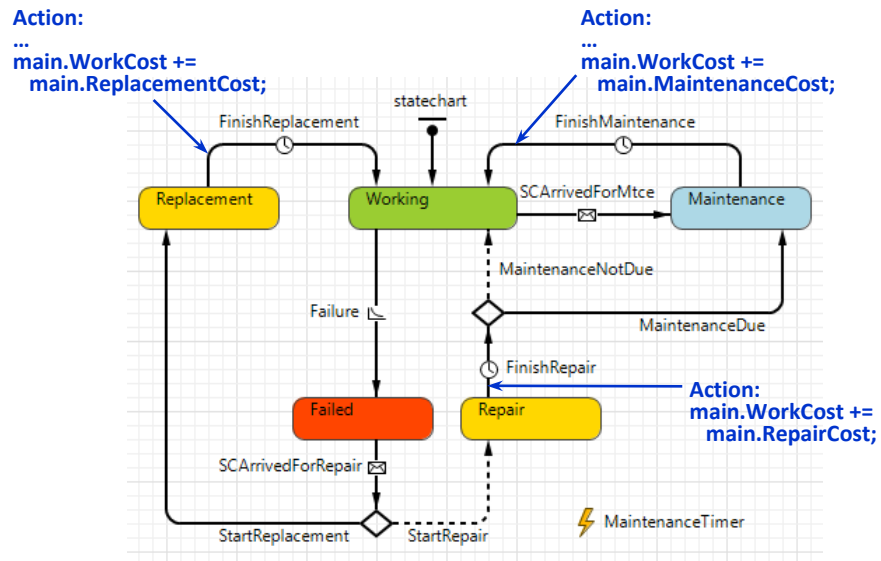 Action:
…
main.WorkCost +=
main.ReplacementCost;
Action:
…
main.WorkCost +=
main.MaintenanceCost;
statechart
FinishReplacement
FinishMaintenance
Replacement
Working
SCArrivedForMtce
Maintenance
MaintenanceNotDue
Failure
MaintenanceDue
FinishRepair
Action:
main.WorkCost +=
main.RepairCost;
Failed
Repair
SCArrivedForRepair
StartReplacement
StartRepair
MaintenanceTimer